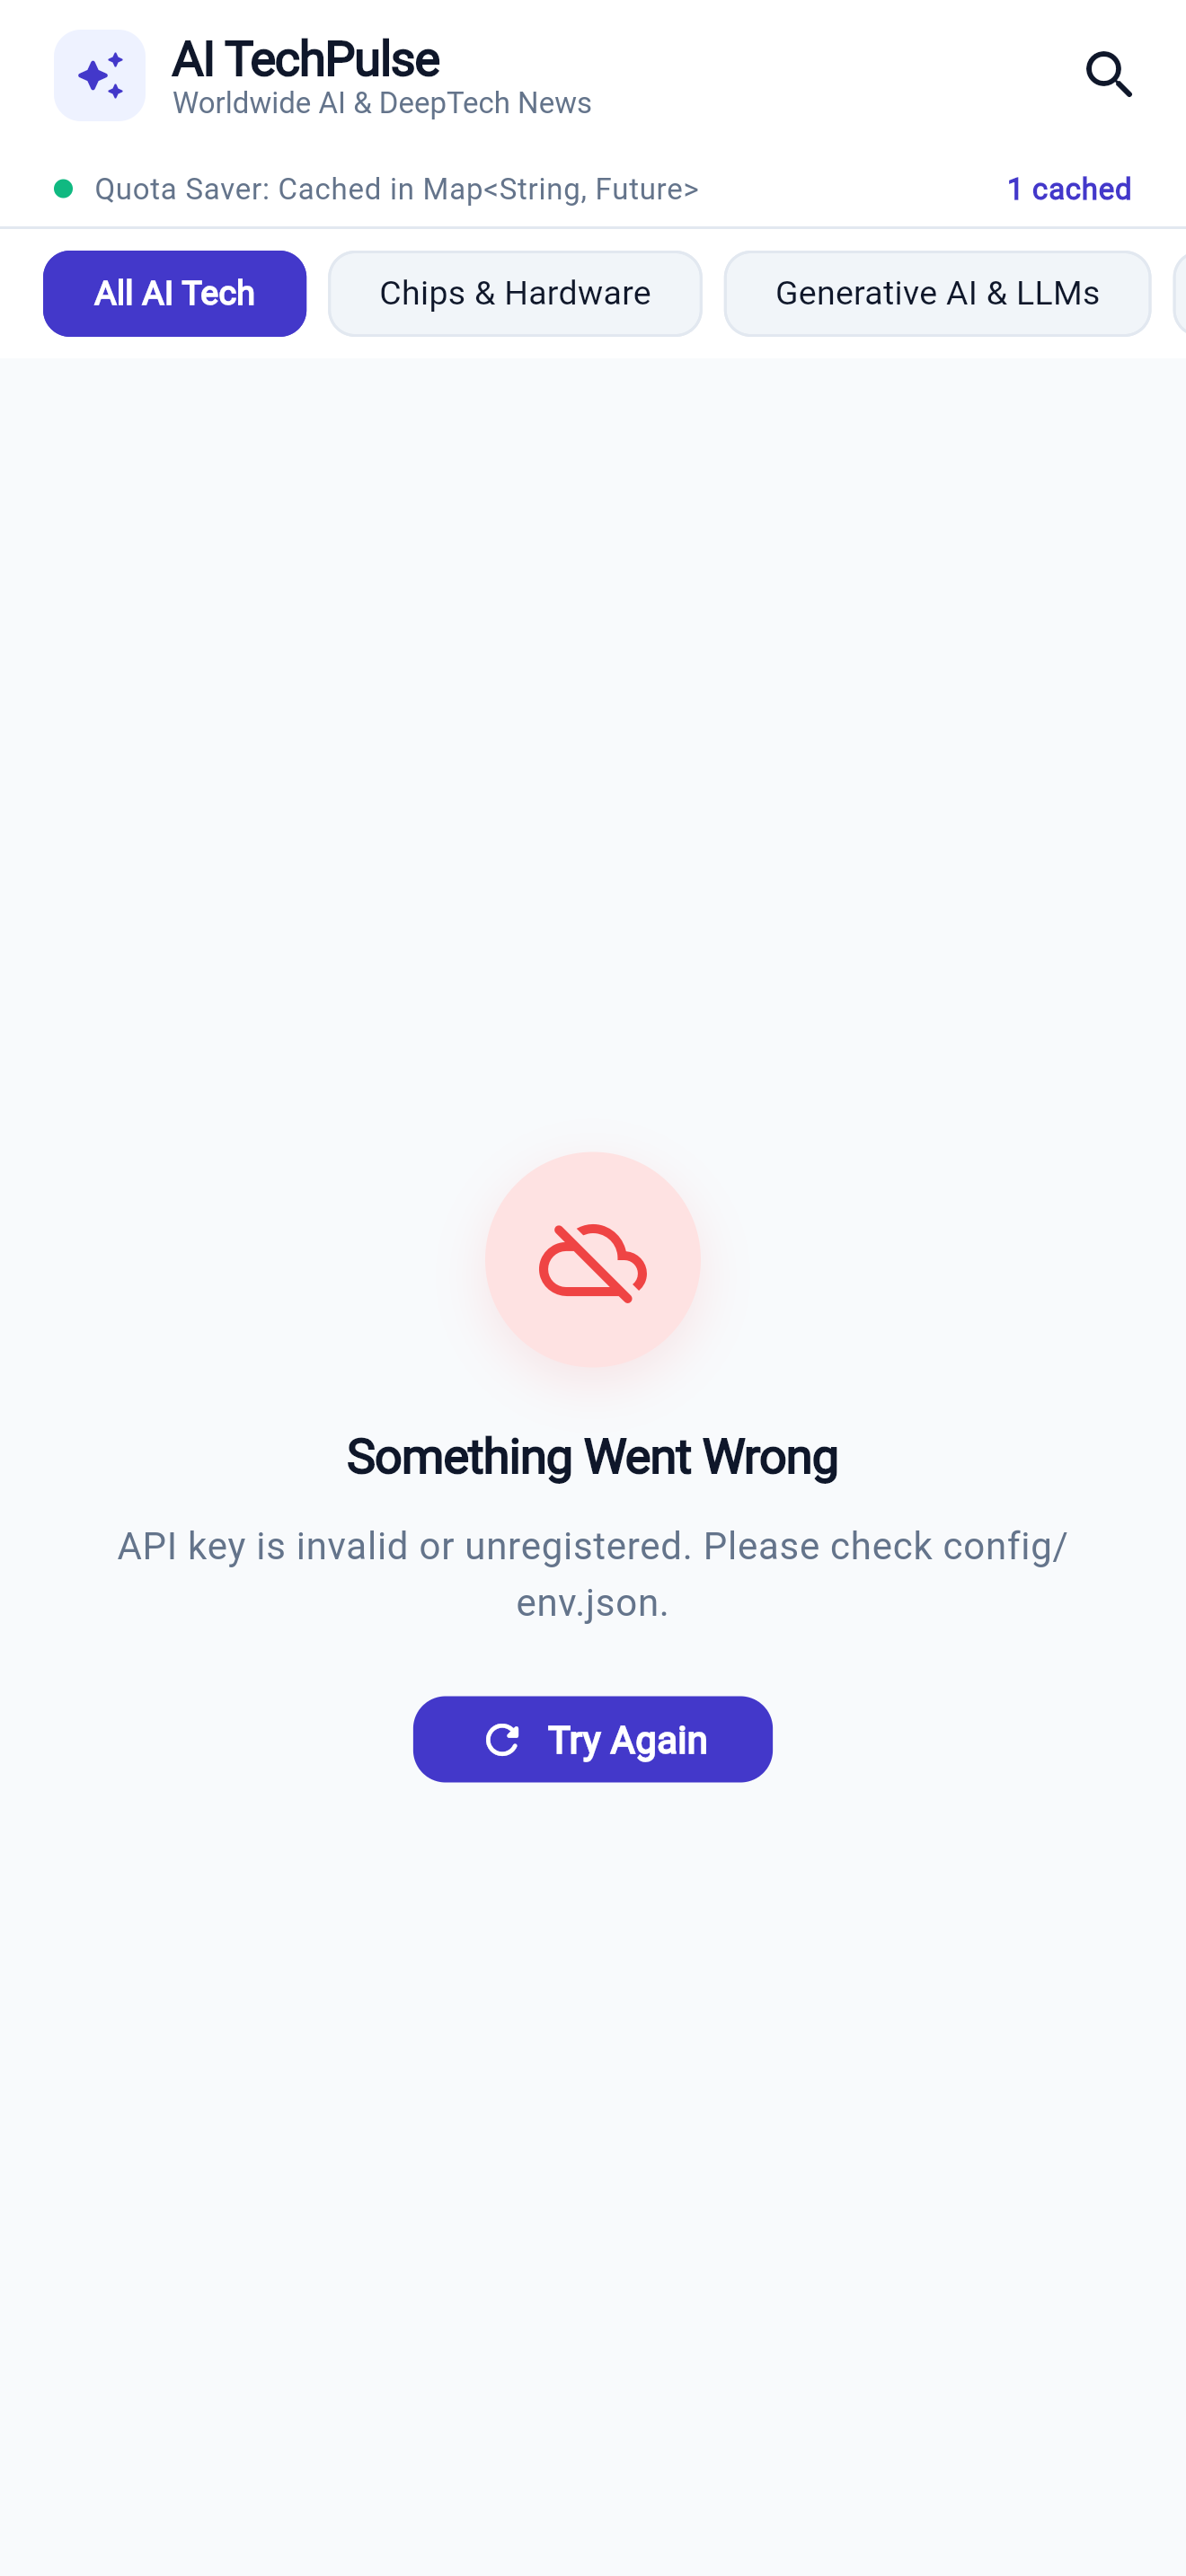 AI TechPulse
Worldwide AI & DeepTech News
Quota Saver: Cached in Map<String, Future>
1 cached
All AI Tech
Chips & Hardware
Generative AI & LLMs
Something Went Wrong
API key is invalid or unregistered. Please check config/
env.json.
Try Again